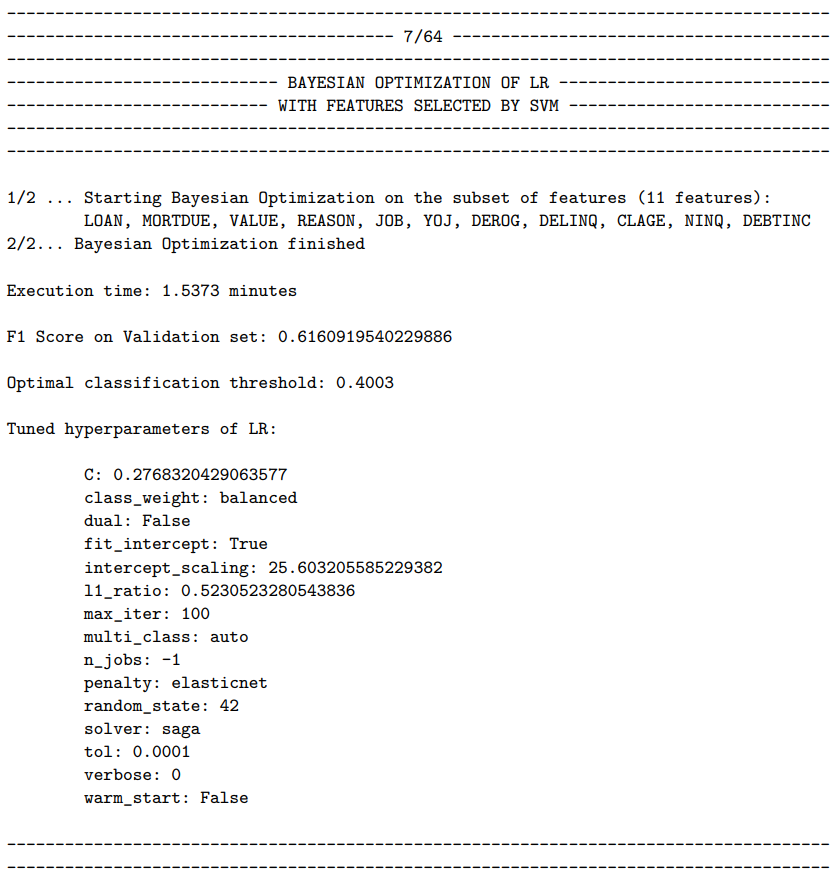 -------------------------------------------------------------------------------------
---------------------------------------- 7/64 ---------------------------------------
-------------------------------------------------------------------------------------
---------------------------- BAYESIAN OPTIMIZATION OF LR ----------------------------
--------------------------- WITH FEATURES SELECTED BY SVM ---------------------------
-------------------------------------------------------------------------------------
-------------------------------------------------------------------------------------
1/2 ... Starting Bayesian Optimization on the subset of features (11 features):
LOAN, MORTDUE, VALUE, REASON, JOB, YOJ, DEROG, DELINQ, CLAGE, NINQ, DEBTINC
2/2... Bayesian Optimization finished
Execution time: 1.5373 minutes
F1 Score on Validation set: 0.6160919540229886
Optimal classification threshold: 0.4003
Tuned hyperparameters of LR:
C: 0.2768320429063577
class_weight: balanced
dual: False
fit_intercept: True
intercept_scaling: 25.603205585229382
l1_ratio: 0.5230523280543836
max_iter: 100
multi_class: auto
n_jobs: -1
penalty: elasticnet
random_state: 42
solver: saga
tol: 0.0001
verbose: 0
warm_start: False
-------------------------------------------------------------------------------------
-------------------------------------------------------------------------------------